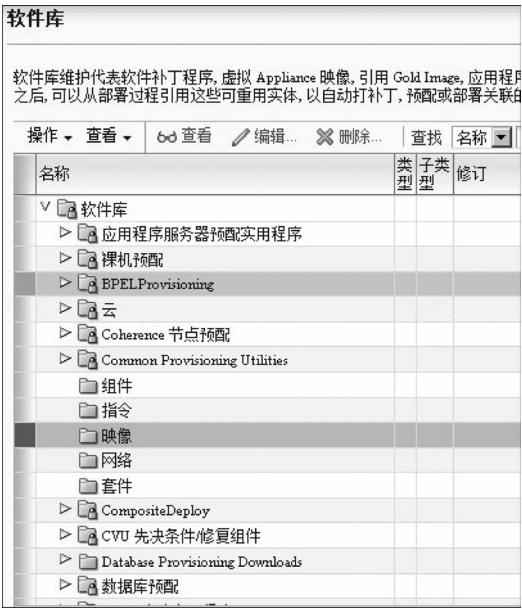 软件库
软件库维护代表软件补丁程序, 虚拟 Appliance 映像, 引用 Gold Image, 应用程序
之后, 可以从部署过程引用这些可重用实体, 以自动打补丁, 预配或部署关联的
操作 查看 查看 编辑... 删除... 查找 名称
名称 类型 子类型 修订
软件库
应用程序服务器预配实用程序
裸机预配
BPELProvisioning
云
Coherence 节点预配
Common Provisioning Utilities
组件
指令
映像
网络
套件
CompositeDeploy
CVU 先决条件/修复组件
Database Provisioning Downloads
数据库预配